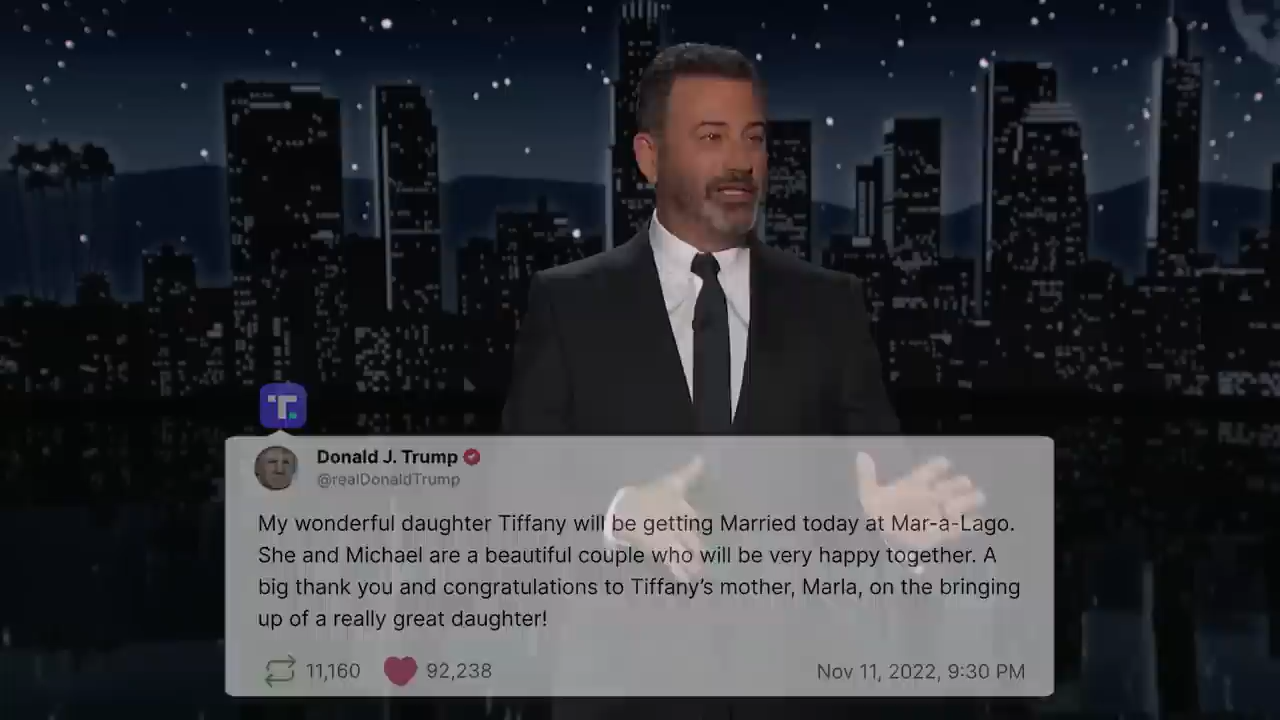 T.
Donald J. Trump
@realDonaldTrump
My wonderful daughter Tiffany will be getting Married today at Mar-a-Lago.
She and Michael are a beautiful couple who will be very happy together. A
big thank you and congratulations to Tiffany's mother, Marla, on the bringing
up of a really great daughter!
11,160 92,238 Nov 11, 2022, 9:30 PM